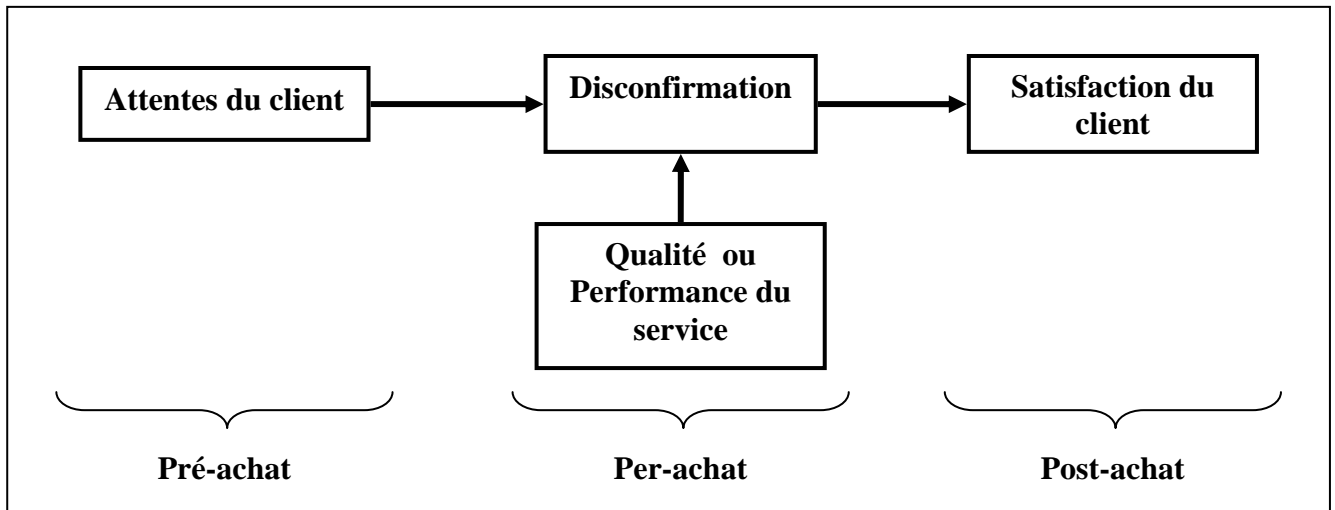 Attentes du client
Disconfirmation
Satisfaction du
client
Qualité ou
Performance du
service
Pré-achat
Per-achat
Post-achat